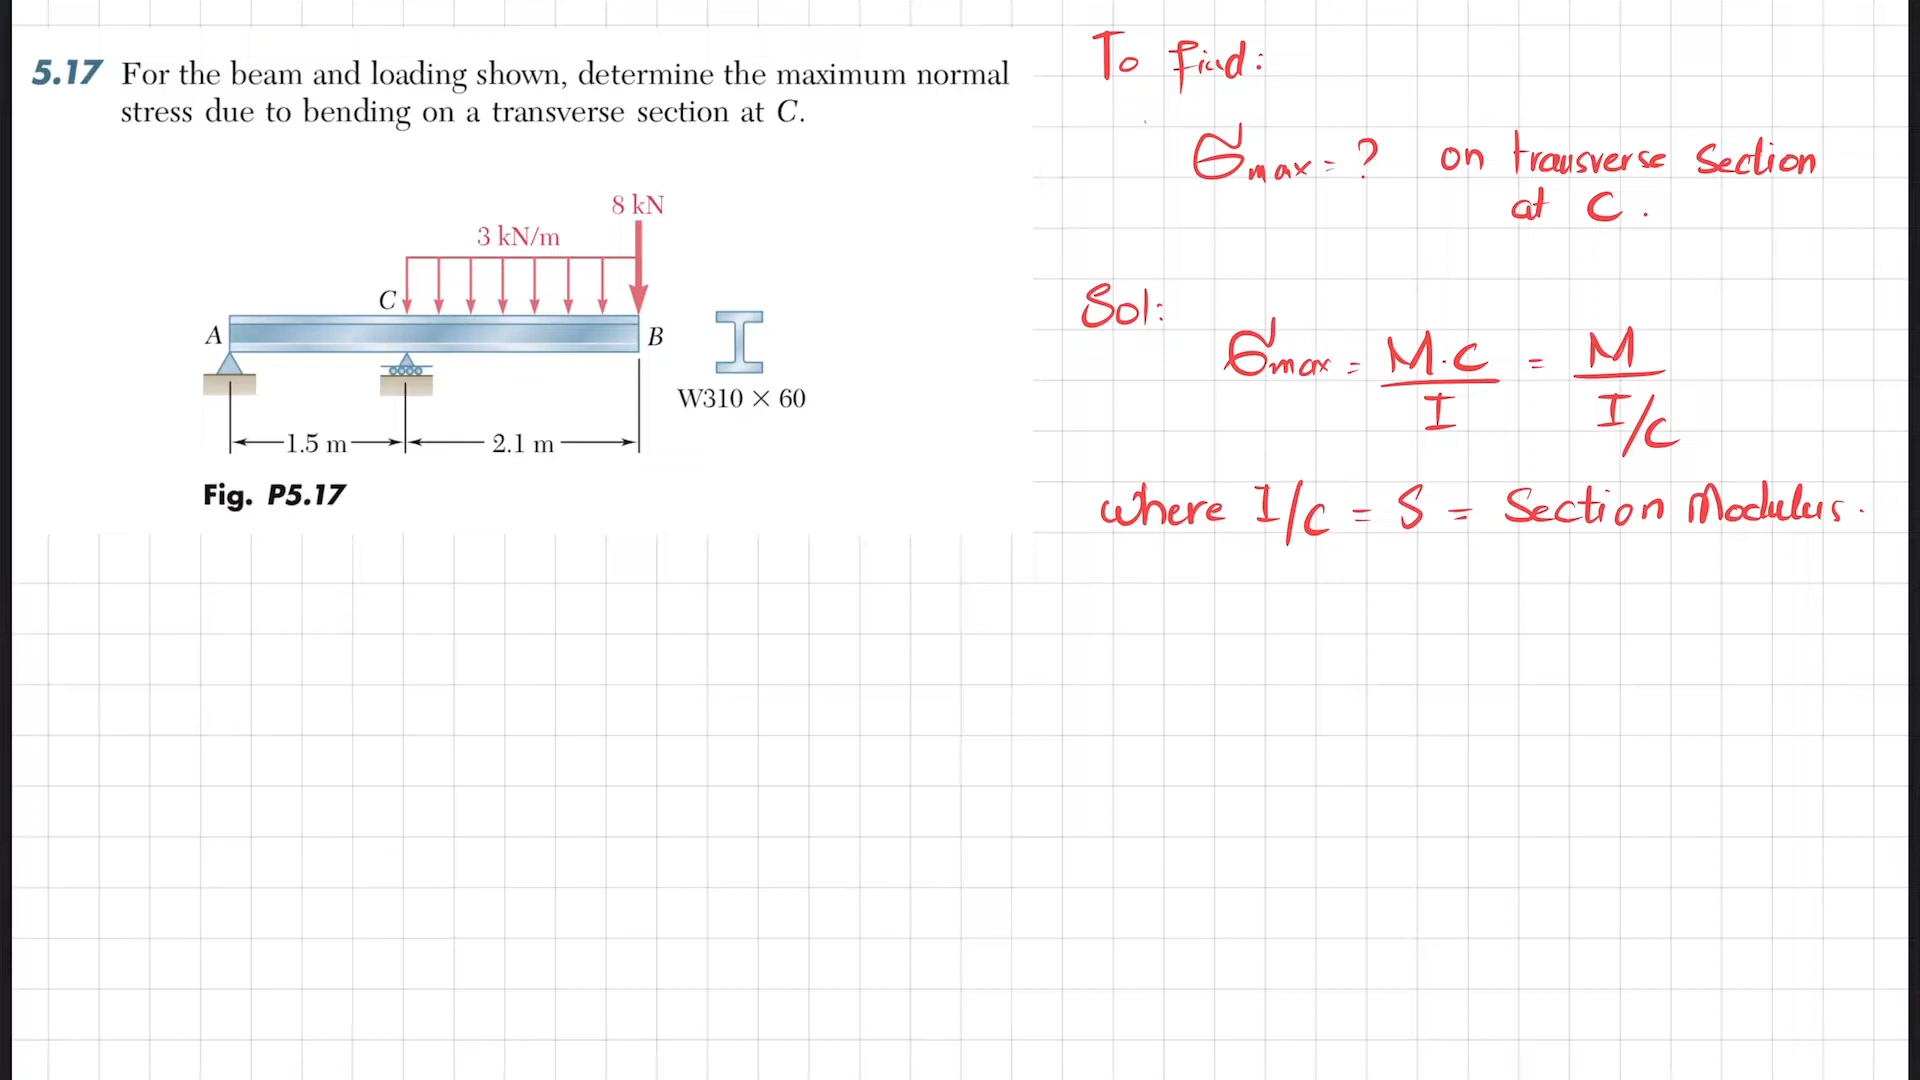 5.17 For the beam and loading shown, determine the maximum normal
stress due to bending on a transverse section at C.
8 kN
3 kN/m
C
A
B
W310 × 60
1.5 m
2.1 m
Fig. P5.17
To find:
σmax = ? on transverse section
at C.
Sol:
σmax = M.C/I = M/(I/C)
where I/C = S = Section Modulus.